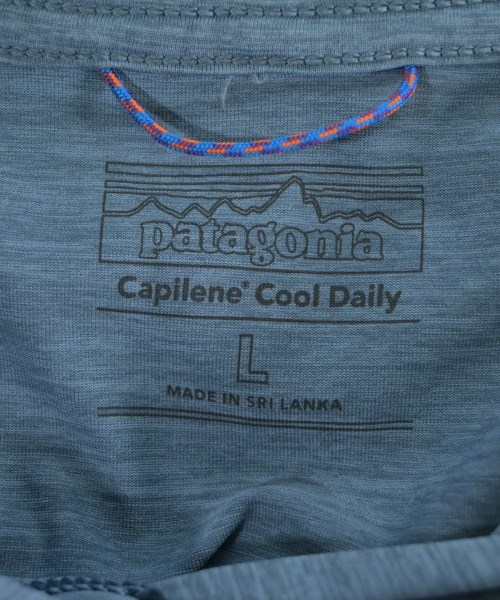 patagonia
Capilene® Cool Daily
L
MADE IN SRI LANKA